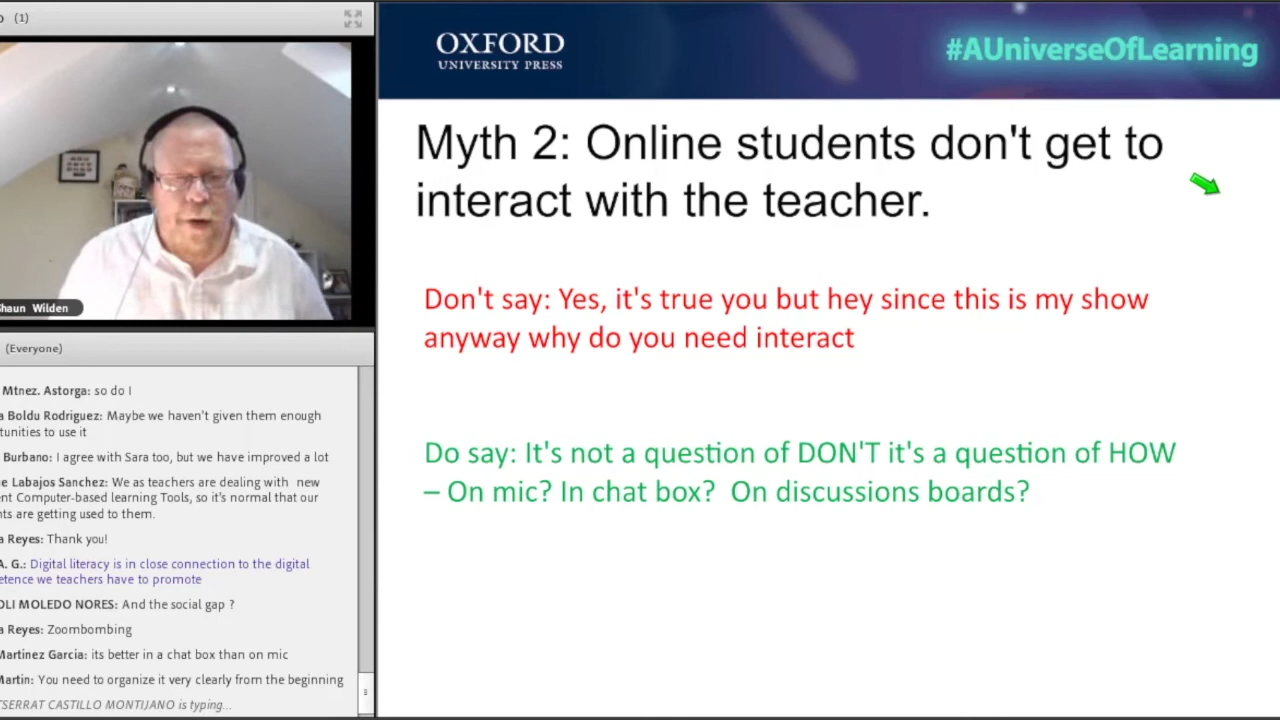 (1)
Shaun Wilden
(Everyone)
Mtnez. Astorga: so do I
Boldu Rodriguez: Maybe we haven't given them enough
to use it
Burbano: I agree with Sara too, but we have improved a lot
Labajos Sanchez: We as teachers are dealing with new
Computer-based learning Tools, so it's normal that our
are getting used to them.
Reyes: Thank you!
A. G.: Digital literacy is in close connection to the digital
we teachers have to promote
MOLEDO NORES: And the social gap ?
Reyes: Zoombombing
Martinez Garcia: its better in a chat box than on mic
Martin: You need to organize it very clearly from the beginning
CASTILLO MONTIJANO is typing...
OXFORD
UNIVERSITY PRESS
#AUniverseOfLearning
Myth 2: Online students don't get to
interact with the teacher.
Don't say: Yes, it's true you but hey since this is my show
anyway why do you need interact
Do say: It's not a question of DON'T it's a question of HOW
– On mic? In chat box?  On discussions boards?